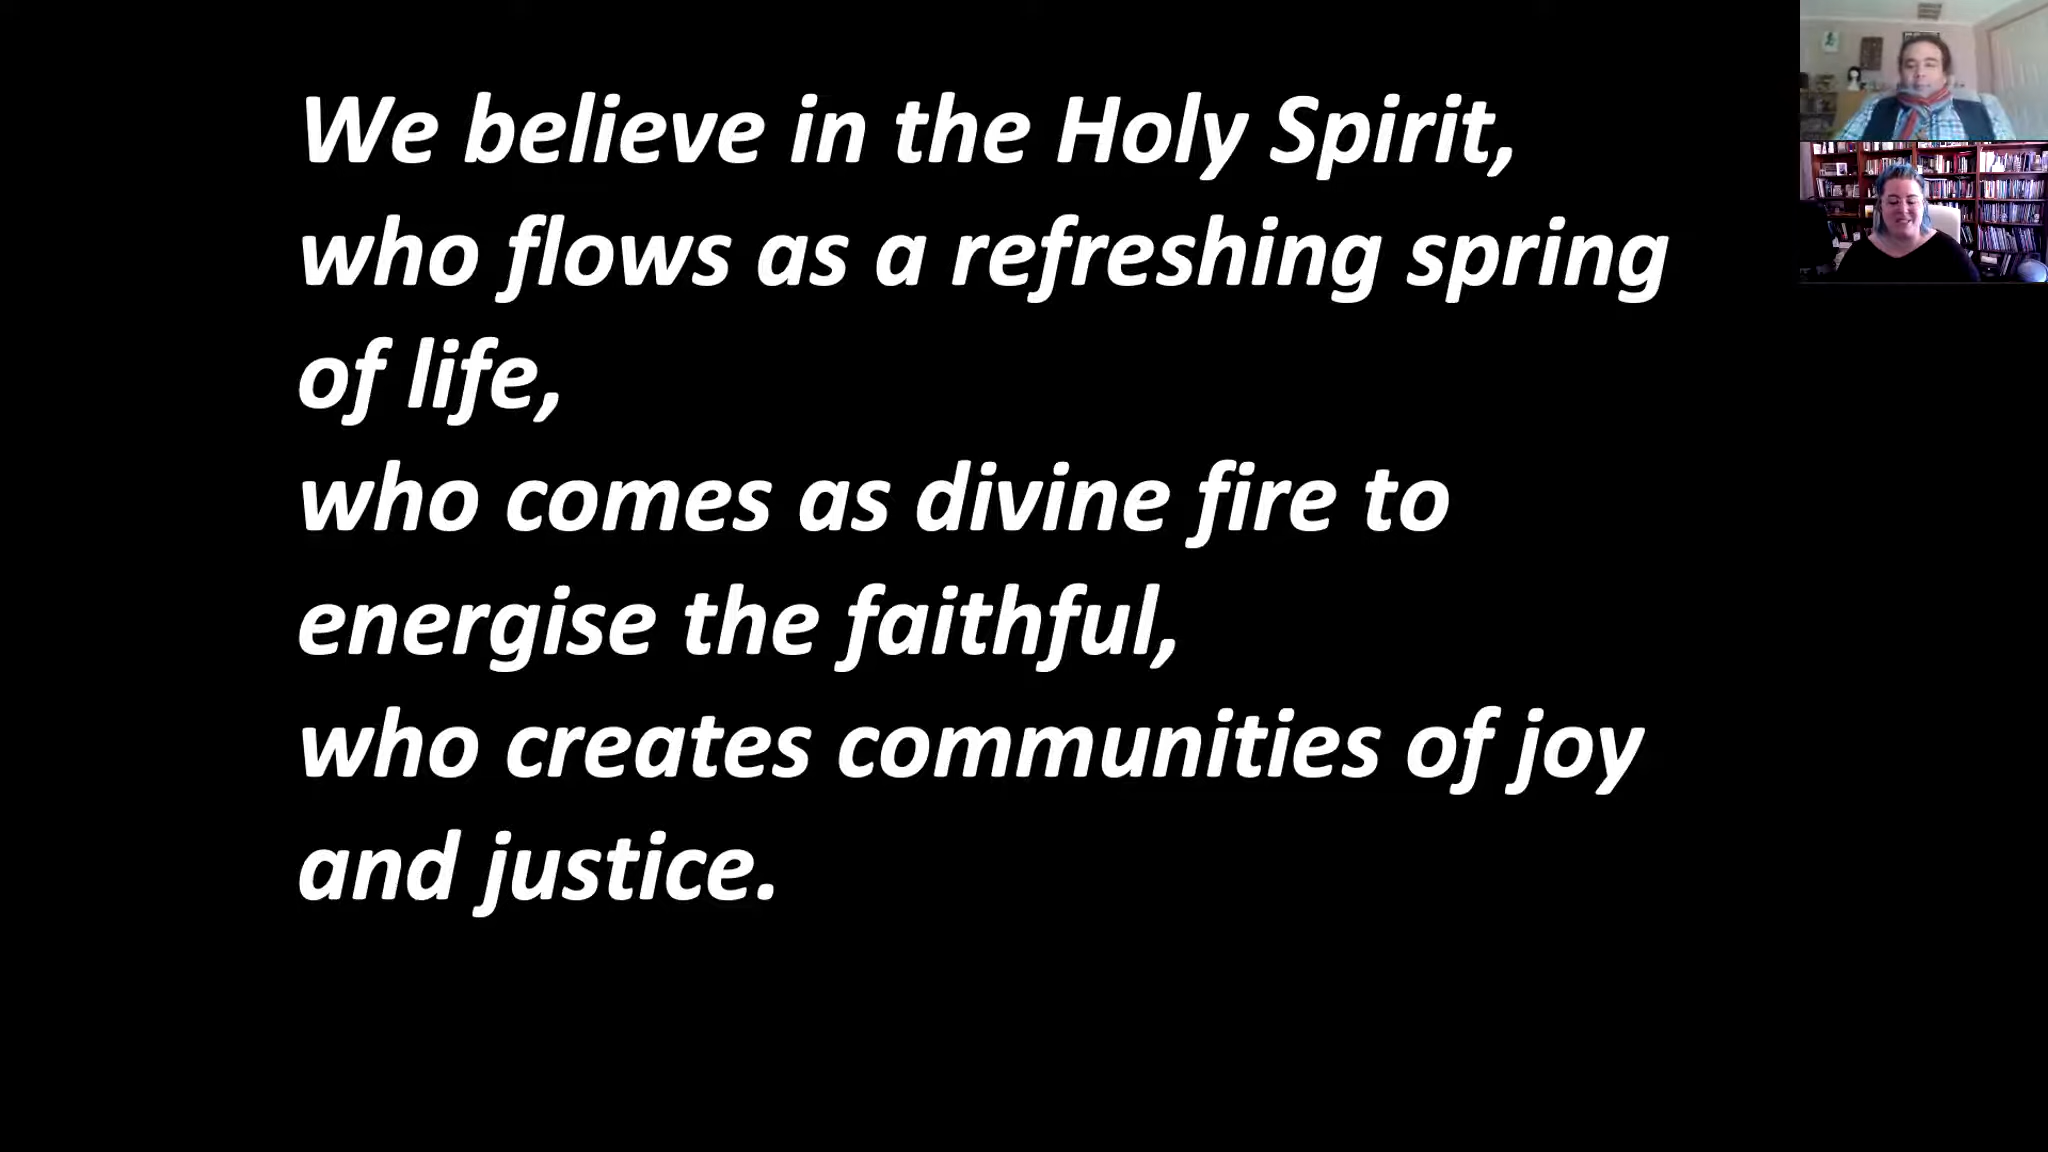 We believe in the Holy Spirit,
who flows as a refreshing spring
of life,
who comes as divine fire to
energise the faithful,
who creates communities of joy
and justice.